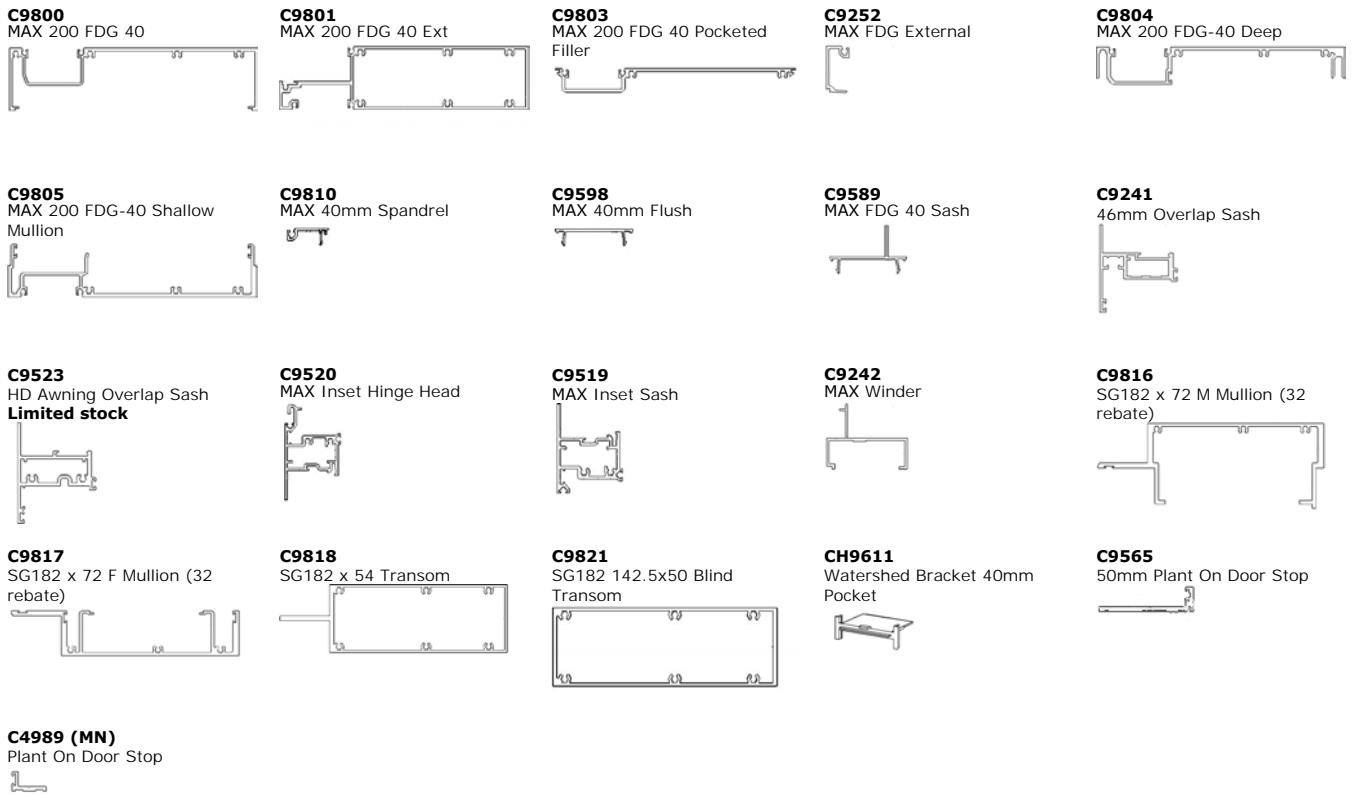 C9800
MAX 200 FDG 40
C9801
MAX 200 FDG 40 Ext
C9803
MAX 200 FDG 40 Pocketed
Filler
C9252
MAX FDG External
C9804
MAX 200 FDG-40 Deep
C9805
MAX 200 FDG-40 Shallow
Mullion
C9810
MAX 40mm Spandrel
C9598
MAX 40mm Flush
C9589
MAX FDG 40 Sash
C9241
46mm Overlap Sash
C9523
HD Awning Overlap Sash
Limited stock
C9520
MAX Inset Hinge Head
C9519
MAX Inset Sash
C9242
MAX Winder
C9816
SG182 x 72 M Mullion (32
rebate)
C9817
SG182 x 72 F Mullion (32
rebate)
C9818
SG182 x 54 Transom
C9821
SG182 142.5x50 Blind
Transom
CH9611
Watershed Bracket 40mm
Pocket
C9565
50mm Plant On Door Stop
C4989 (MN)
Plant On Door Stop